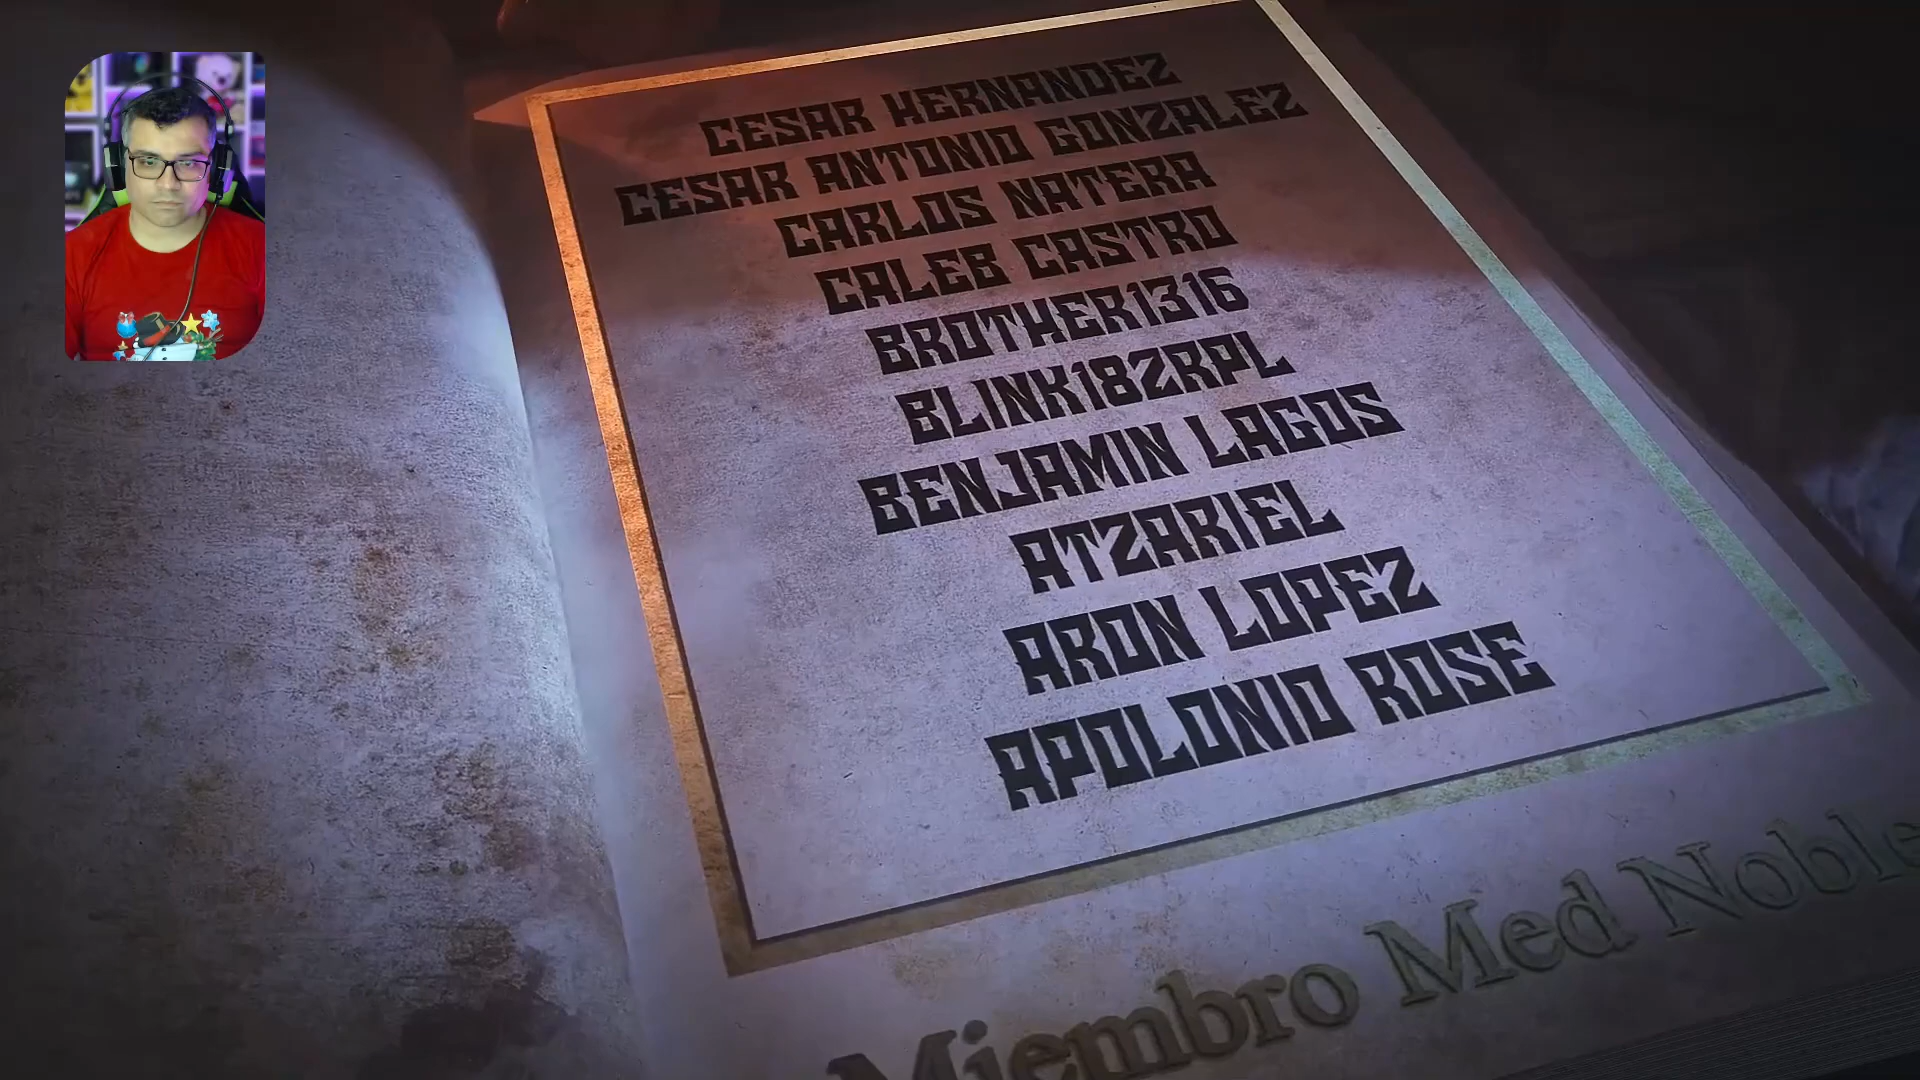 CESAR HERNANDEZ
CESAR ANTONIO GONZALEZ
CARLOS NATERA
CALEB CASTRO
BROTHER1316
BLINK182RPL
BENJAMIN LAGOS
ATZARIEL
ARON LOPEZ
APOLONIO ROSE
Miembro Med Noble